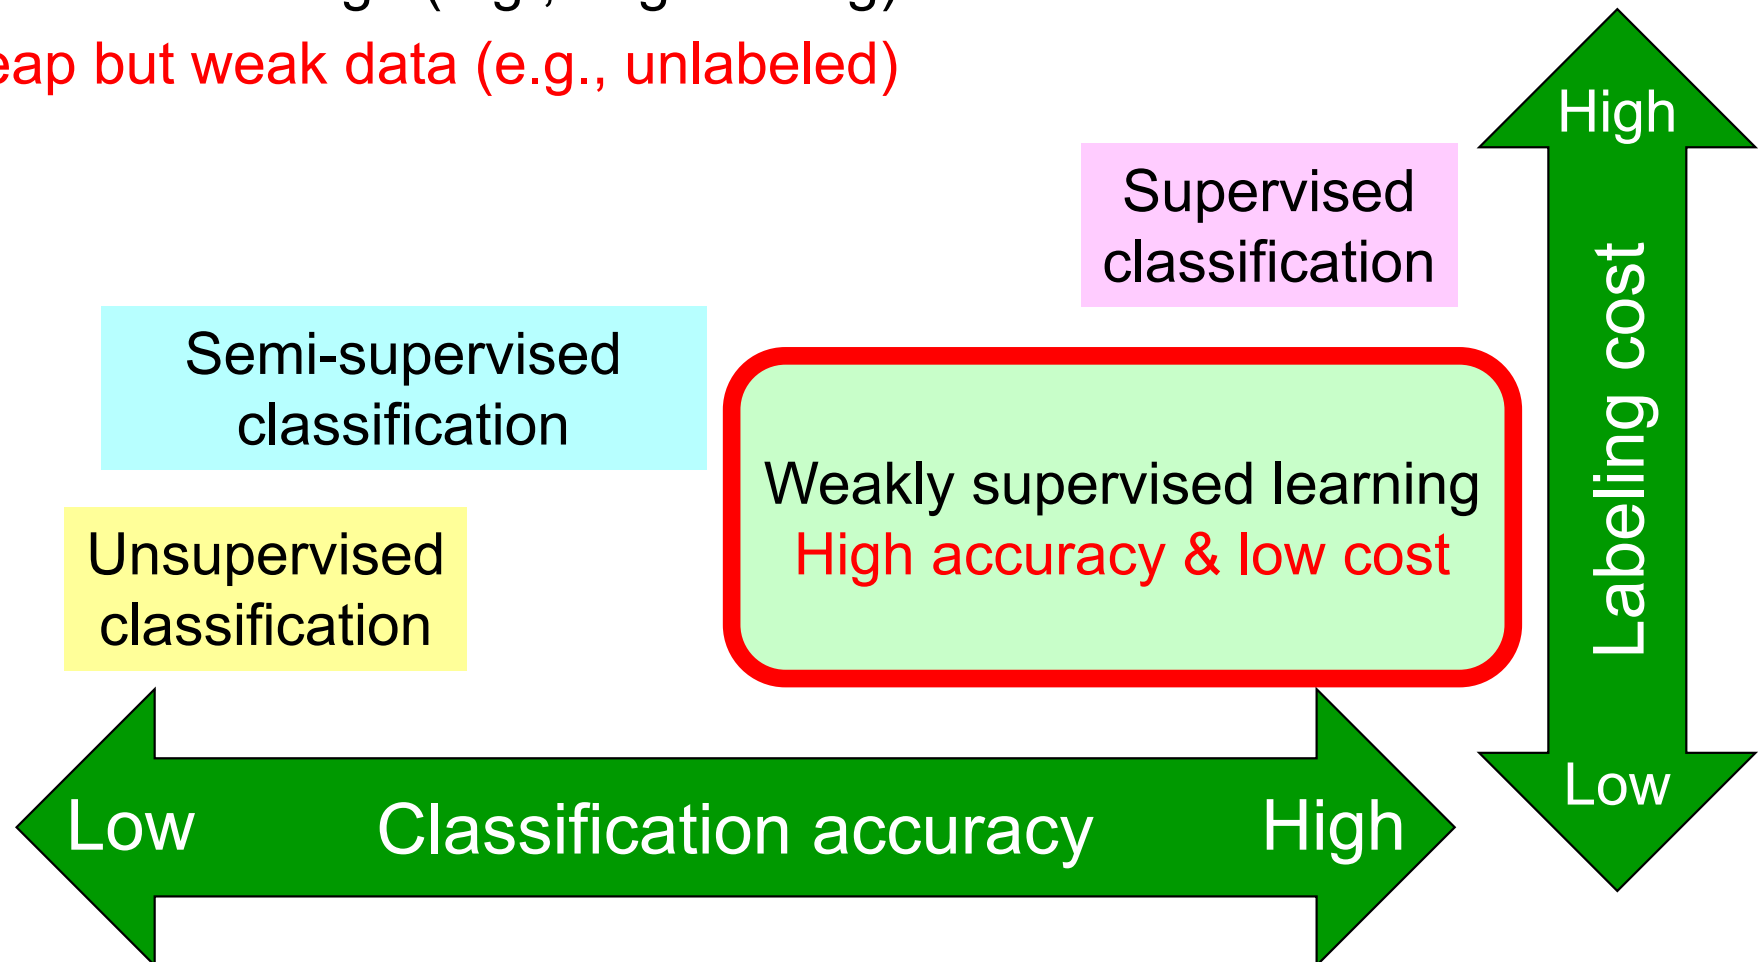 but weak data (e.g., unlabeled)
High
Supervised
classification
Semi-supervised
classification
Labeling cost
Weakly supervised learning
High accuracy & low cost
Unsupervised
classification
Low
Low
Classification accuracy
High